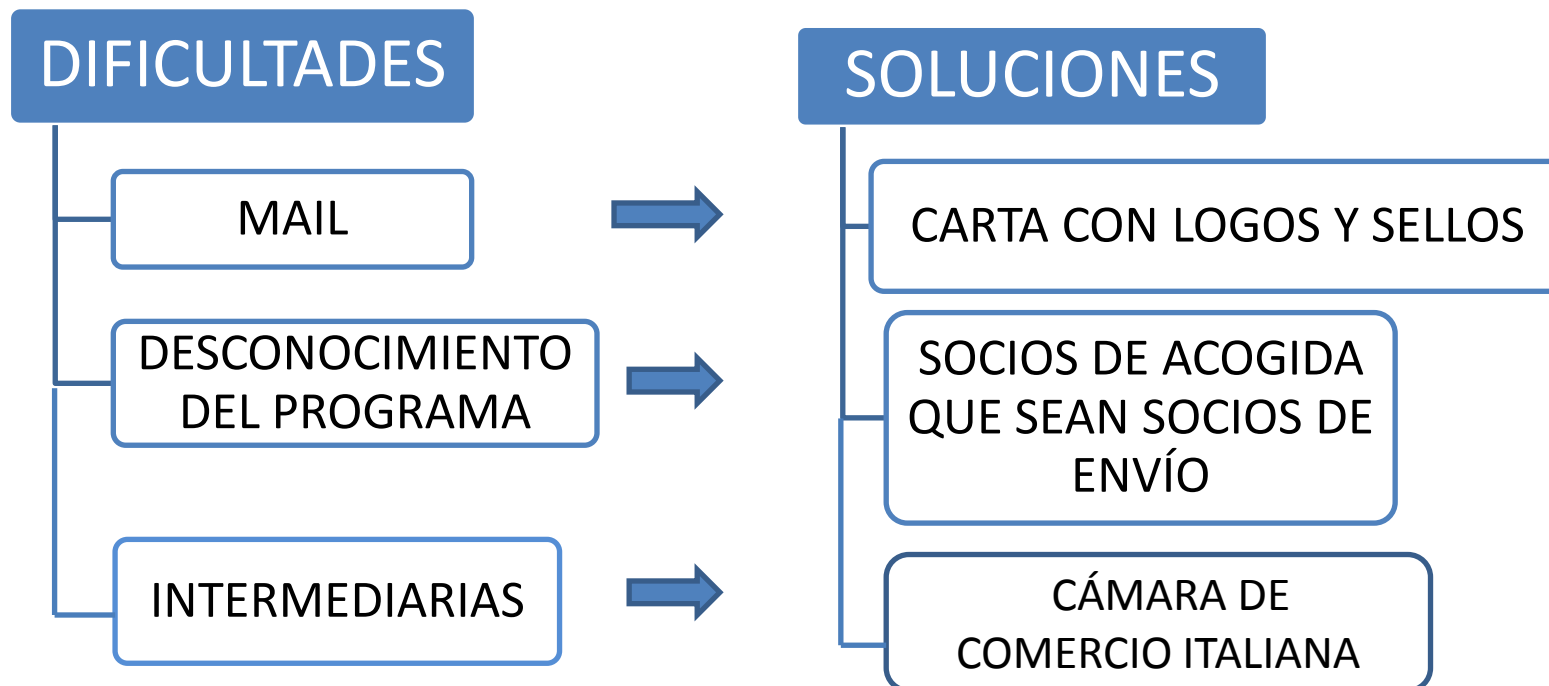 DIFICULTADES
MAIL
DESCONOCIMIENTO
DEL PROGRAMA
INTERMEDIARIAS
SOLUCIONES
CARTA CON LOGOS Y SELLOS
SOCIOS DE ACOGIDA
QUE SEAN SOCIOS DE
ENVÍO
CÁMARA DE
COMERCIO ITALIANA